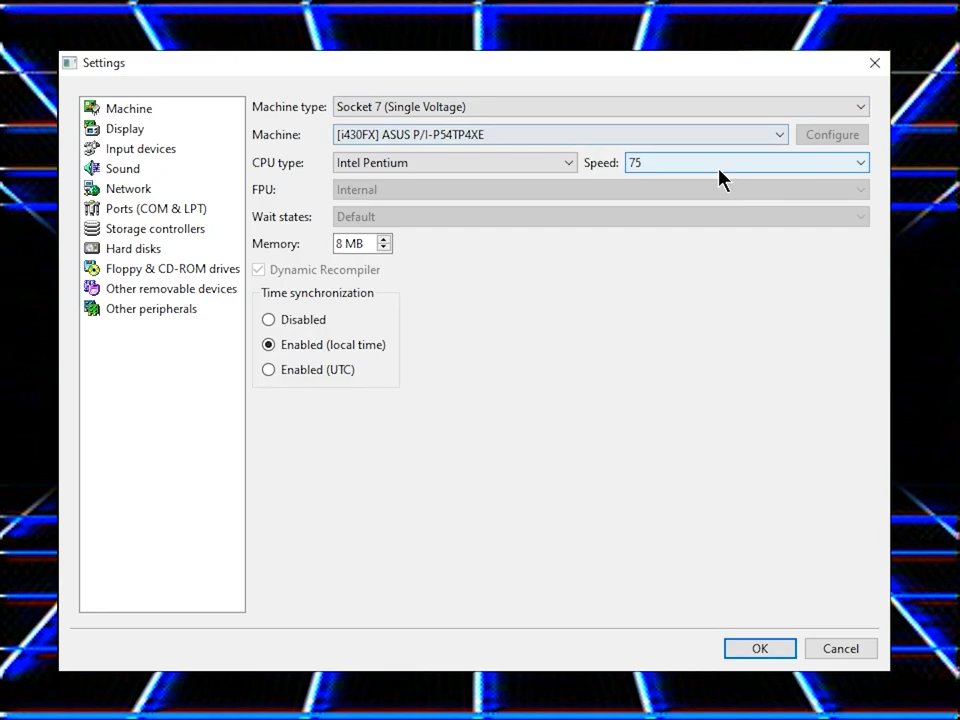 Settings
Machine
Display
Input devices
Sound
Network
Ports (COM & LPT)
Storage controllers
Hard disks
Floppy & CD-ROM drives
Other removable devices
Other peripherals
Machine type: Socket 7 (Single Voltage)
Machine: [i430FX] ASUS P/I-P54TP4XE Configure
CPU type: Intel Pentium Speed: 75
FPU: Internal
Wait states: Default
Memory: 8 MB
Dynamic Recompiler
Time synchronization
Disabled
Enabled (local time)
Enabled (UTC)
OK Cancel